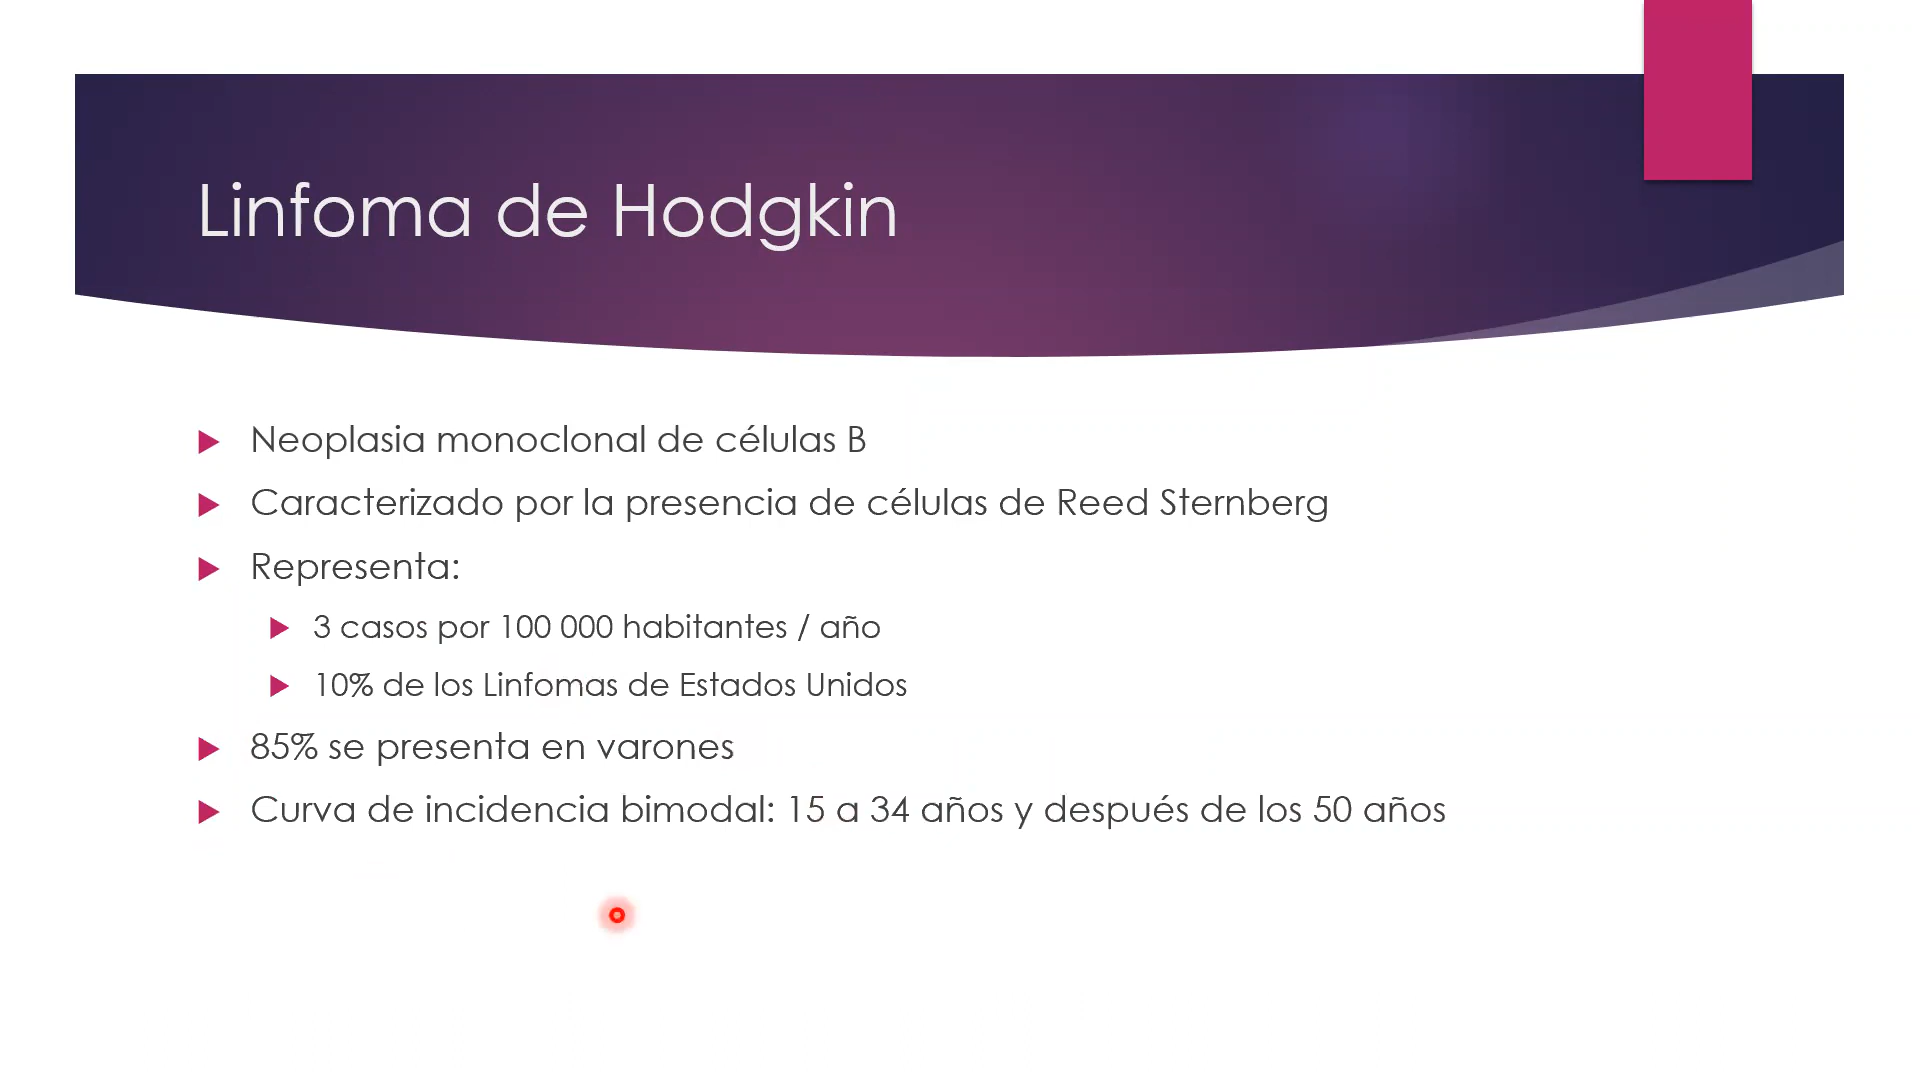 Linfoma de Hodgkin
Neoplasia monoclonal de células B
Caracterizado por la presencia de células de Reed Sternberg
Representa:
3 casos por 100 000 habitantes / año
10% de los Linfomas de Estados Unidos
85% se presenta en varones
Curva de incidencia bimodal: 15 a 34 años y después de los 50 años